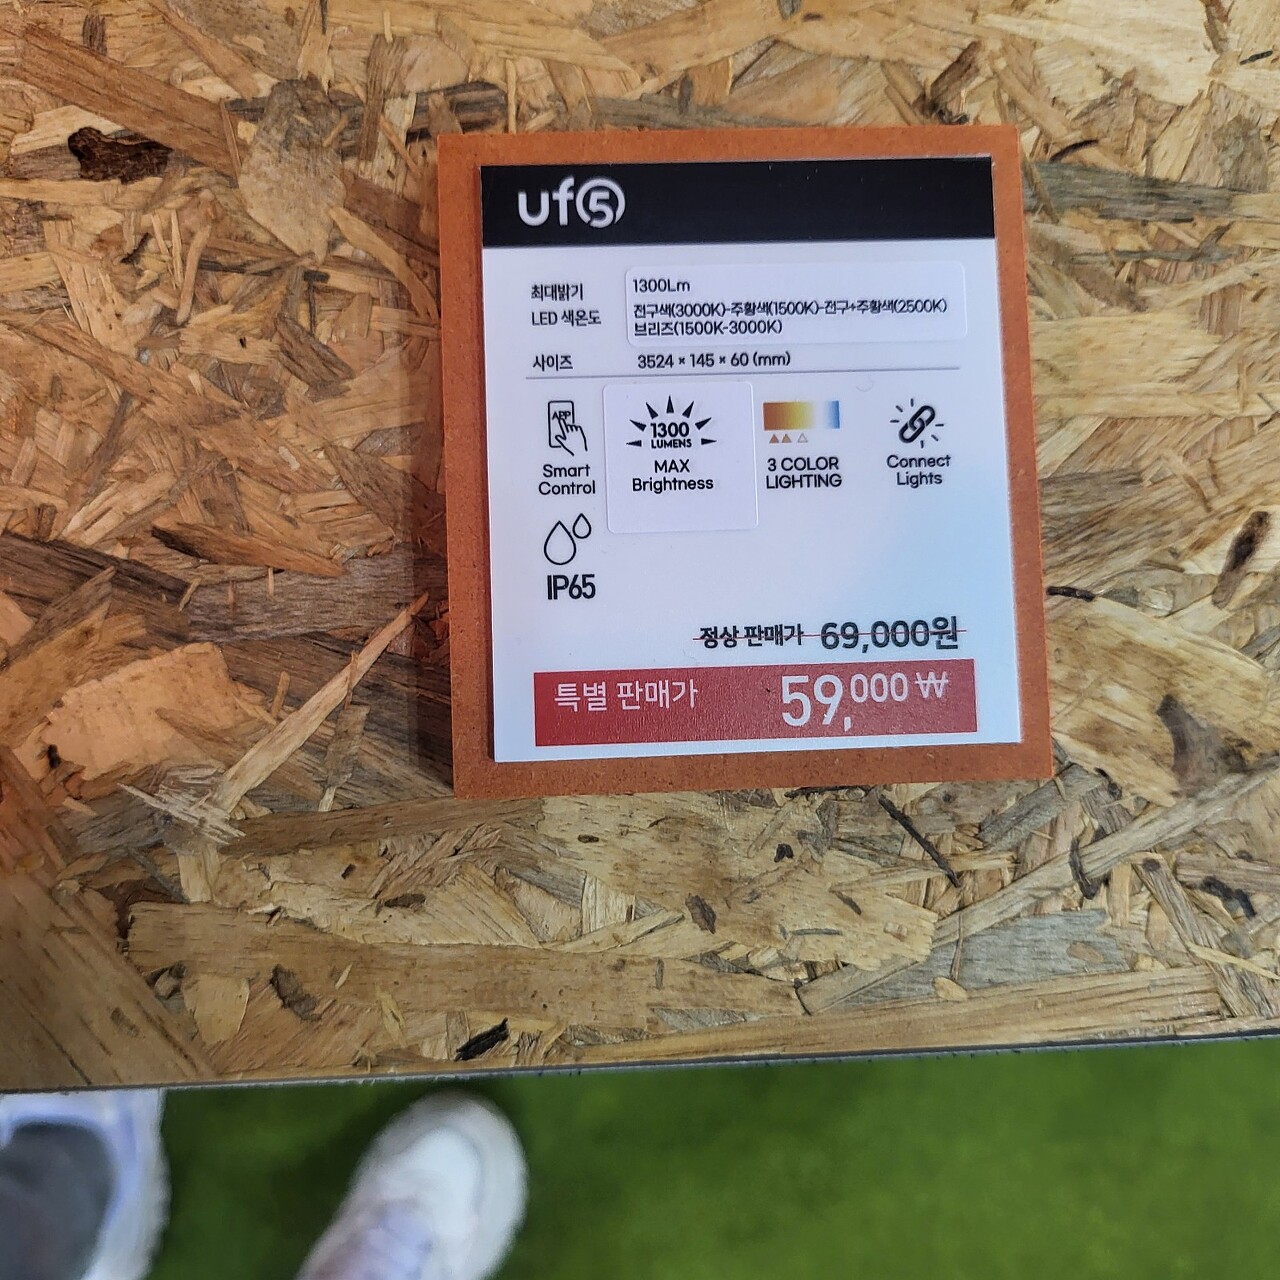 uf5
최대밝기 1300Lm
LED 색온도 전구색(3000K)-주황색(1500K)-전구+주황색(2500K)
브리즈(1500K-3000K)
사이즈 3524 × 145 × 60 (mm)
APP
Smart
Control
1300
LUMENS
MAX
Brightness
3 COLOR
LIGHTING
Connect
Lights
IP65
정상 판매가 69,000원
특별 판매가 59,000 ₩